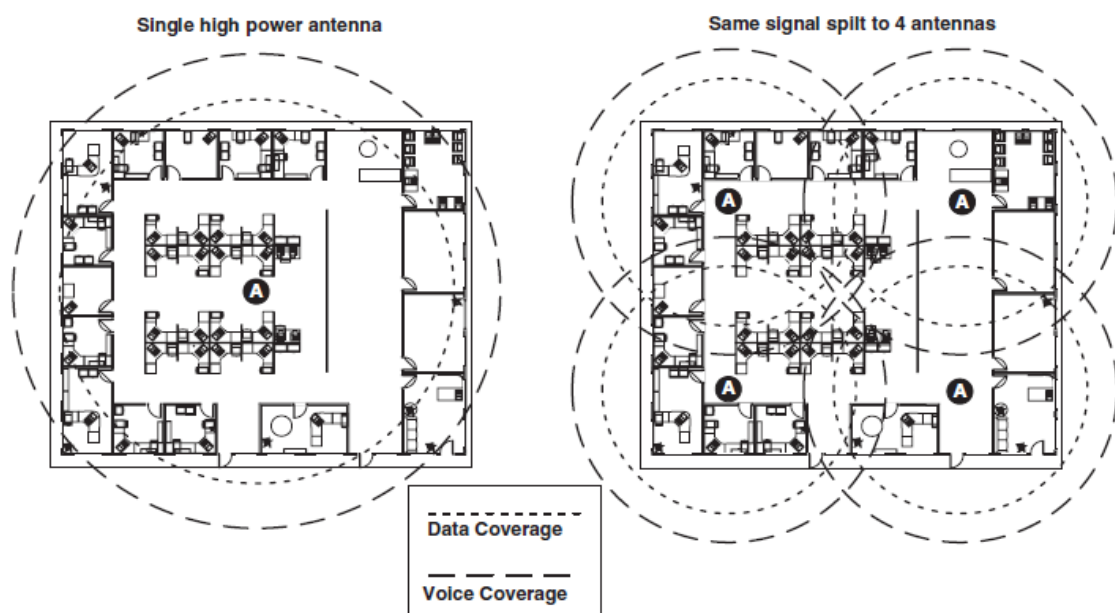 Single high power antenna
Same signal spilt to 4 antennas
A
A
A
A
A
Data Coverage
Voice Coverage